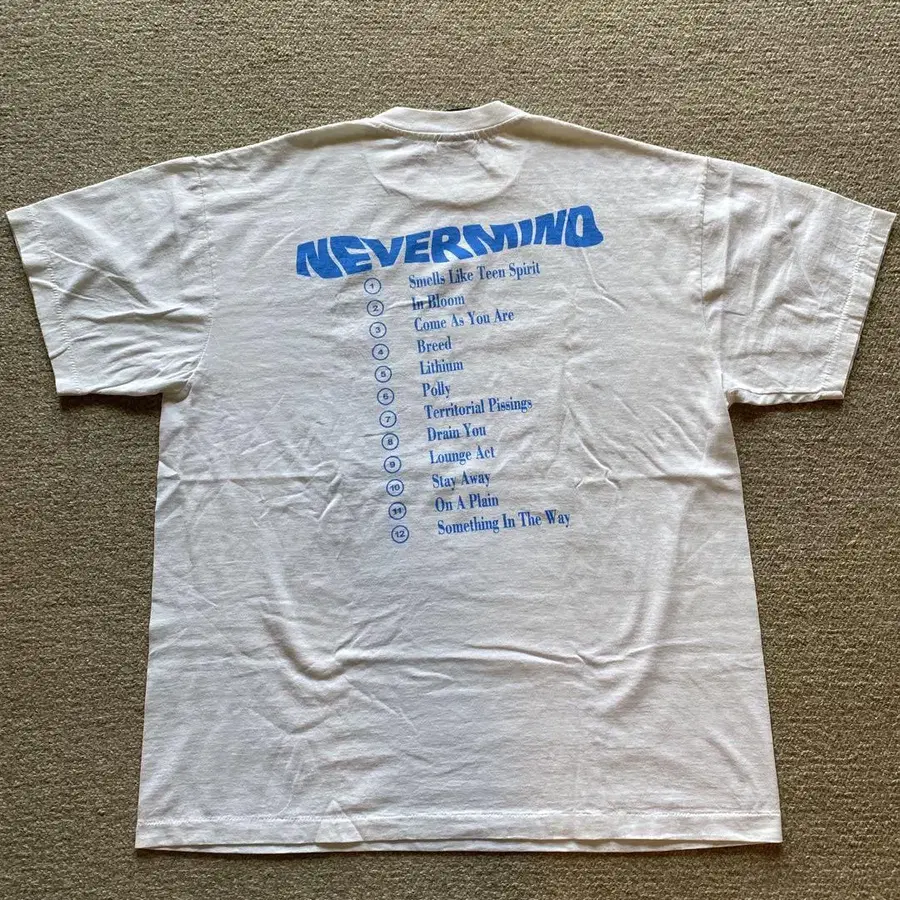 NEVERMIND
1 Smells Like Teen Spirit
2 In Bloom
3 Come As You Are
4 Breed
5 Lithium
6 Polly
7 Territorial Pissings
8 Drain You
9 Lounge Act
10 Stay Away
11 On A Plain
12 Something In The Way